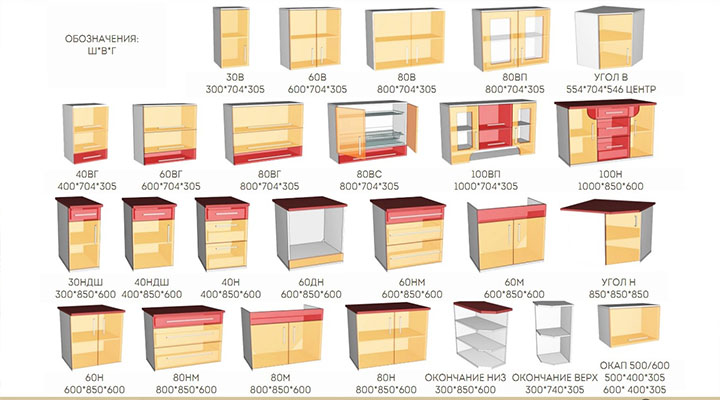 ОБОЗНАЧЕНИЯ:
Ш*В*Г
30В
300*704*305
60В
600*704*305
80В
800*704*305
80ВП
800*704*305
УГОЛ В
554*704*546 ЦЕНТР
40ВГ
400*704*305
60ВГ
600*704*305
80ВГ
800*704*305
80ВС
800*704*305
100ВП
1000*704*305
100Н
1000*850*600
30НДШ
300*850*600
40НДШ
400*850*600
40Н
400*850*600
60ДН
600*850*600
60НМ
600*850*600
60М
600*850*600
УГОЛ Н
850*850*850
60Н
600*850*600
80НМ
800*850*600
80М
800*850*600
80Н
800*850*600
ОКОНЧАНИЕ НИЗ
300*850*600
ОКОНЧАНИЕ ВЕРХ
300*740*305
ОКАП 500/600
500*400*305
600* 400*305